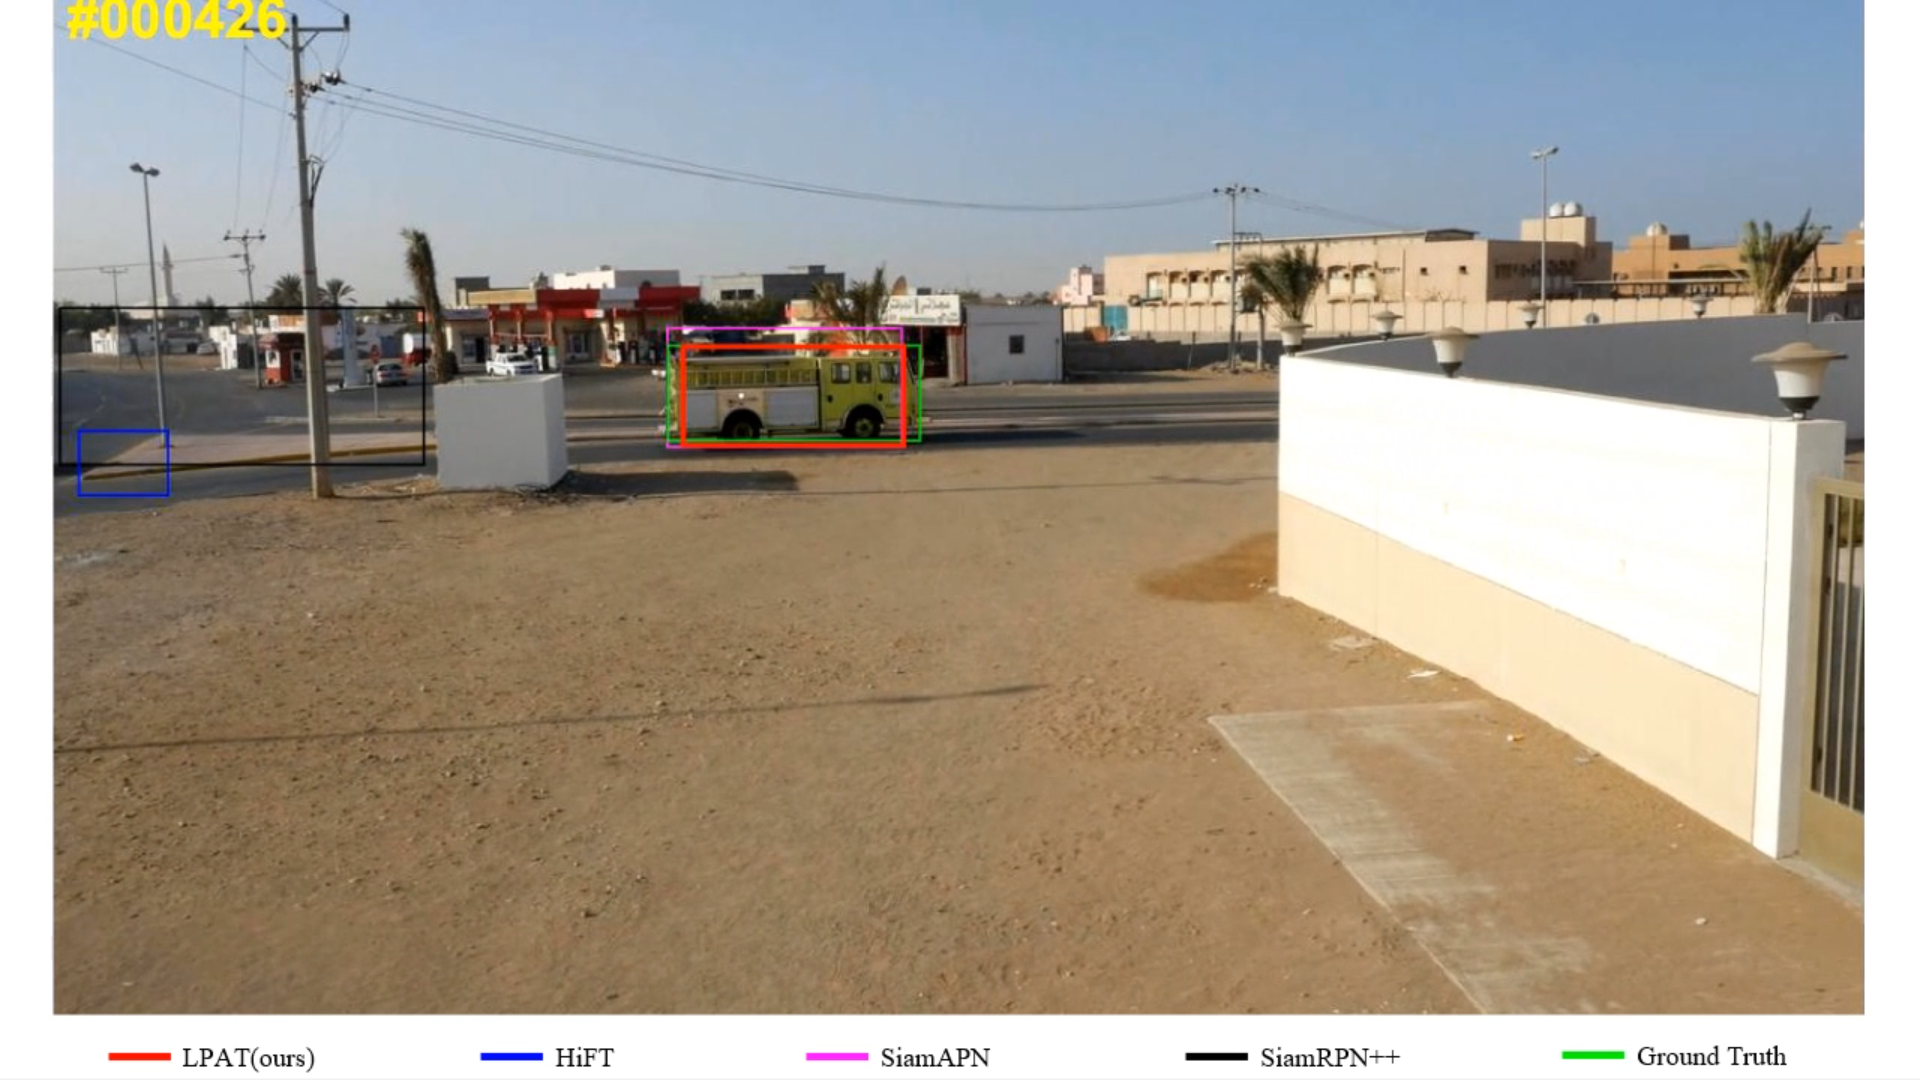 #000426
LPAT(ours)
HiFT
SiamAPN
SiamRPN++
Ground Truth